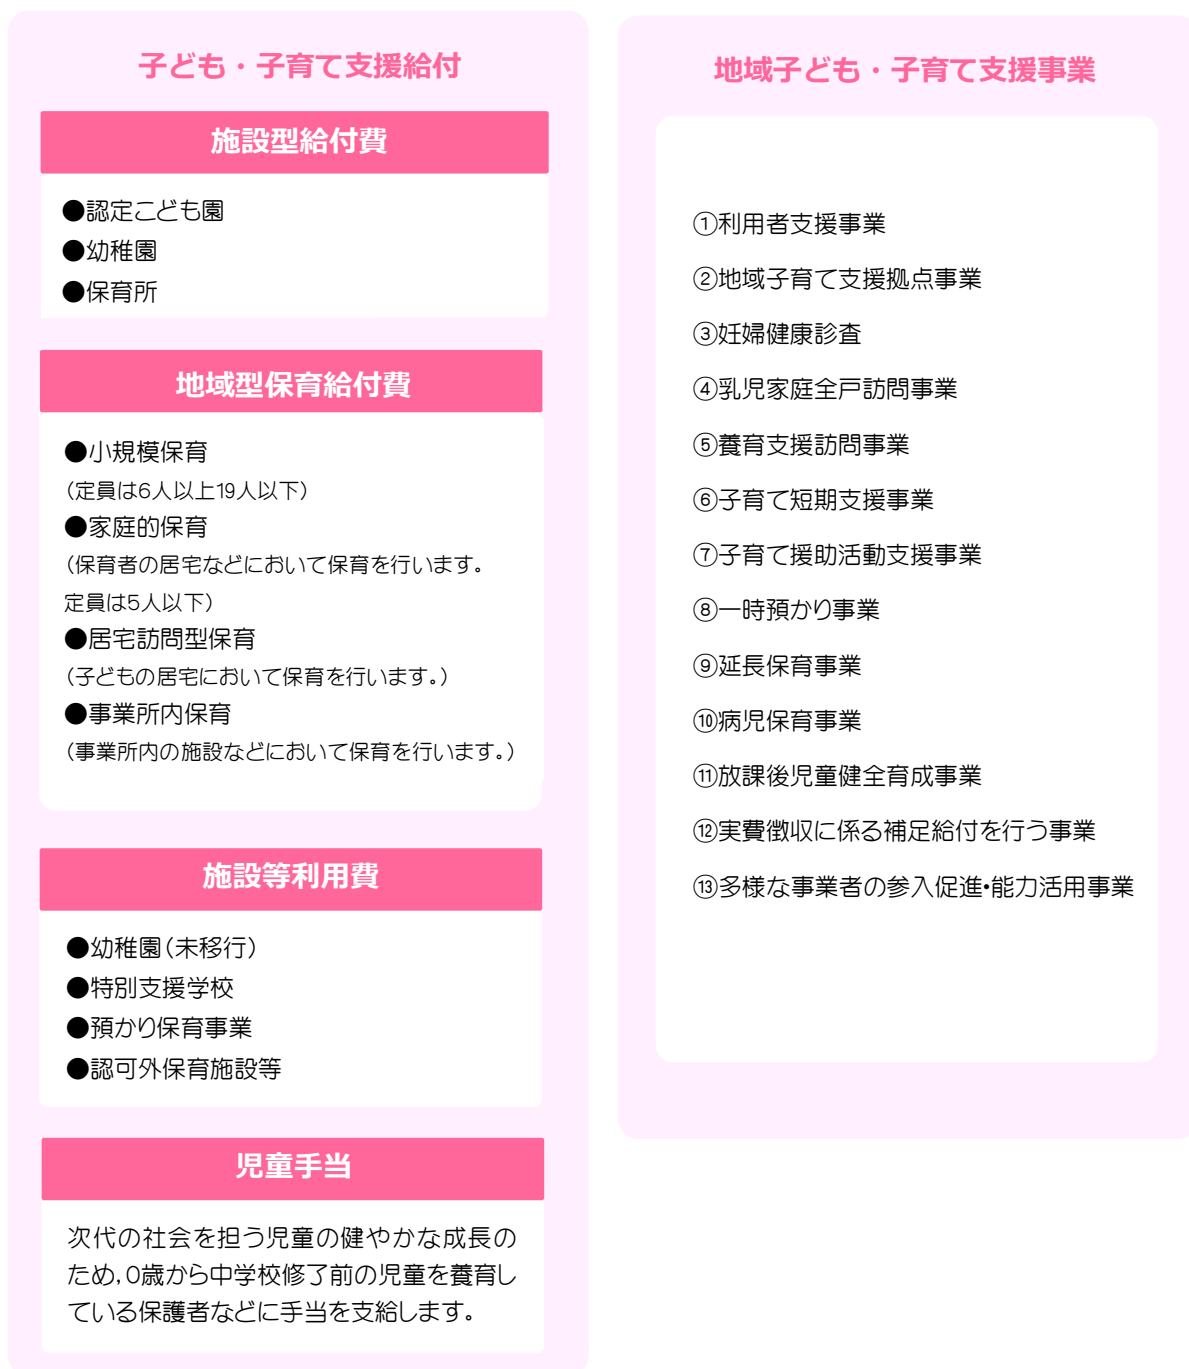 子ども・子育て支援給付
施設型給付費
●認定こども園
●幼稚園
●保育所
地域型保育給付費
●小規模保育
（定員は6人以上19人以下）
●家庭的保育
（保育者の居宅などにおいて保育を行います。
定員は5人以下）
●居宅訪問型保育
（子どもの居宅において保育を行います。）
●事業所内保育
（事業所内の施設などにおいて保育を行います。）
施設等利用費
●幼稚園（未移行）
●特別支援学校
●預かり保育事業
●認可外保育施設等
児童手当
次代の社会を担う児童の健やかな成長の
ため，0歳から中学校修了前の児童を養育し
ている保護者などに手当を支給します。
地域子ども・子育て支援事業
①利用者支援事業
②地域子育て支援拠点事業
③妊婦健康診査
④乳児家庭全戸訪問事業
⑤養育支援訪問事業
⑥子育て短期支援事業
⑦子育て援助活動支援事業
⑧一時預かり事業
⑨延長保育事業
⑩病児保育事業
⑪放課後児童健全育成事業
⑫実費徴収に係る補足給付を行う事業
⑬多様な事業者の参入促進・能力活用事業